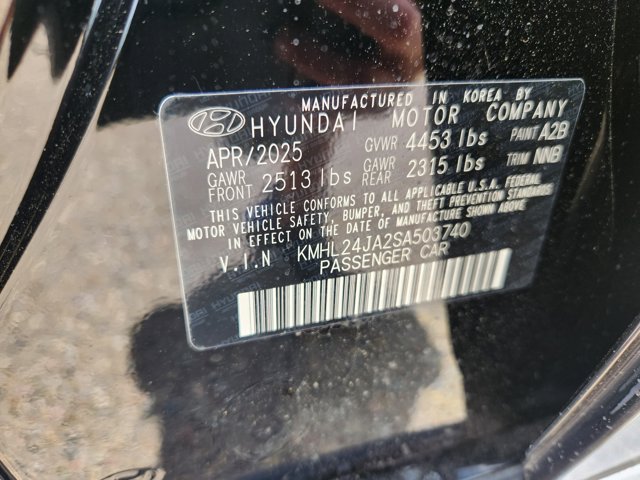 MANUFACTURED IN KOREA BY
HYUNDAI MOTOR COMPANY
APR/2025 GVWR 4453 lbs PAINT A2B
GAWR FRONT 2513 lbs GAWR REAR 2315 lbs TRIM NNB
THIS VEHICLE CONFORMS TO ALL APPLICABLE U.S.A. FEDERAL
MOTOR VEHICLE SAFETY, BUMPER, AND THEFT PREVENTION STANDARDS
IN EFFECT ON THE DATE OF MANUFACTURE SHOWN ABOVE.
V.I.N KMHL24JA2SA503740
PASSENGER CAR